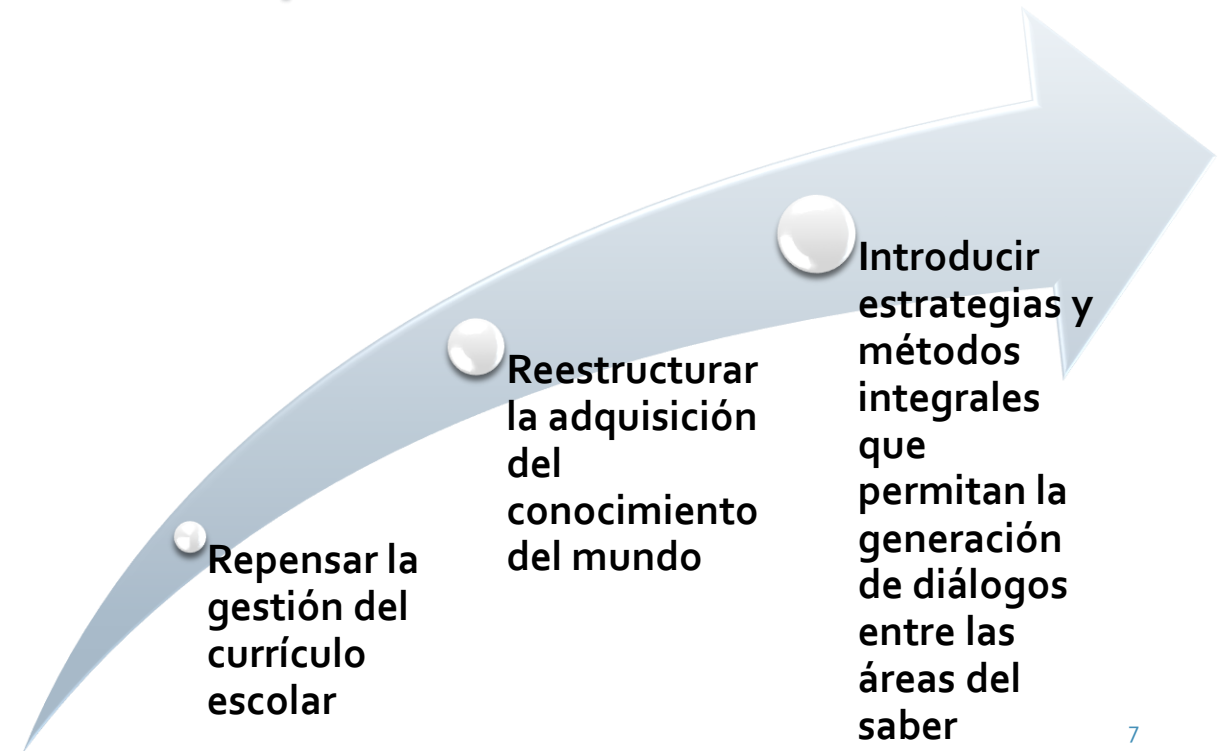 Repensar la
gestión del
currículo
escolar
Reestructurar
la adquisición
del
conocimiento
del mundo
Introducir
estrategias y
métodos
integrales
que
permitan la
generación
de diálogos
entre las
áreas del
saber
7